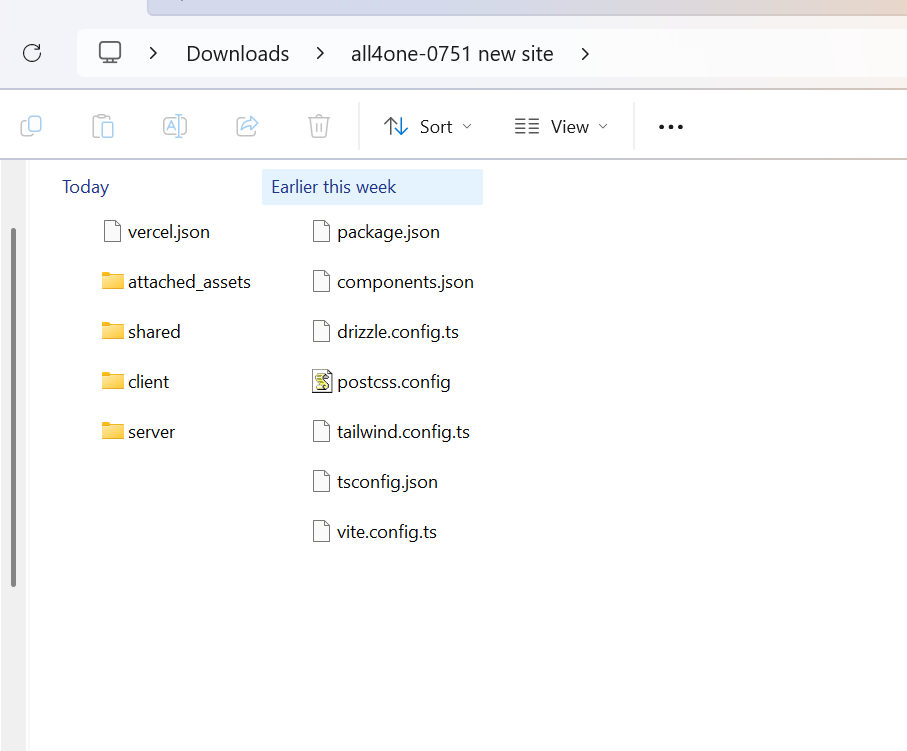 Downloads all4one-0751 new site
Sort View
Today
vercel.json
attached_assets
shared
client
server
Earlier this week
package.json
components.json
drizzle.config.ts
postcss.config
tailwind.config.ts
tsconfig.json
vite.config.ts